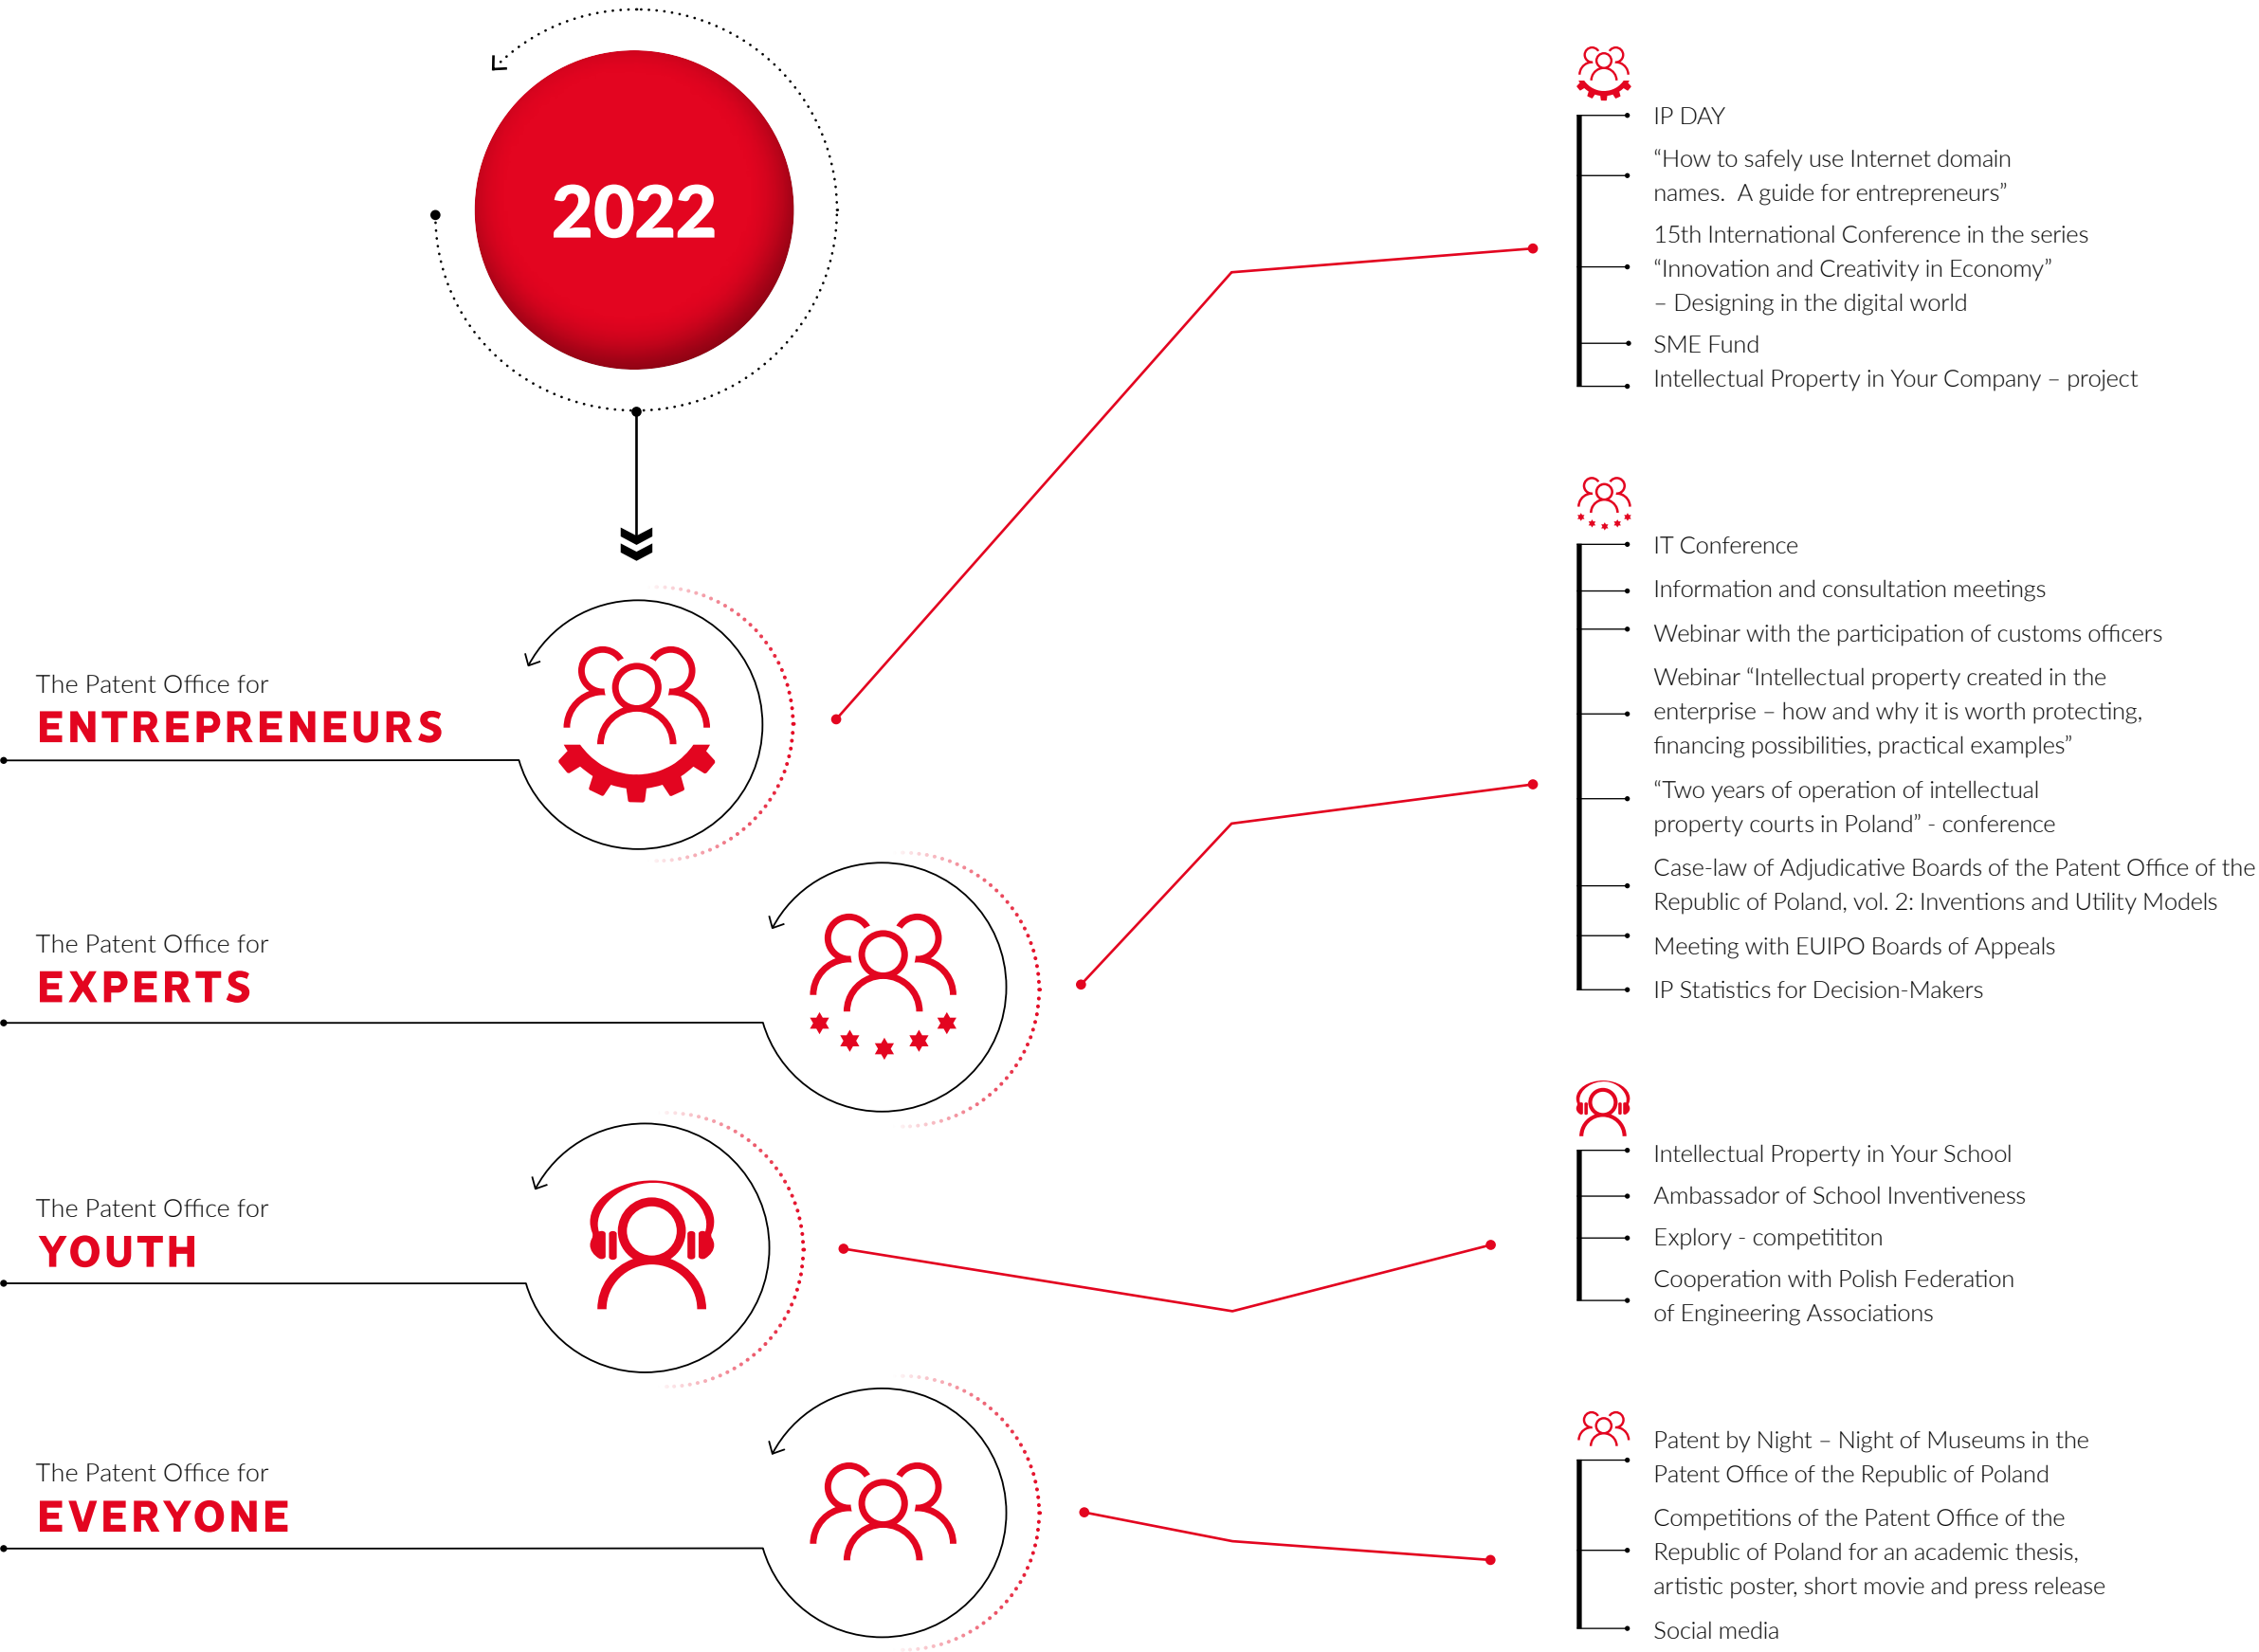 2022
The Patent Office for
ENTREPRENEURS
The Patent Office for
EXPERTS
The Patent Office for
YOUTH
The Patent Office for
EVERYONE
IP DAY
“How to safely use Internet domain
names.  A guide for entrepreneurs”
15th International Conference in the series
“Innovation and Creativity in Economy”
– Designing in the digital world
SME Fund
Intellectual Property in Your Company – project
IT Conference
Information and consultation meetings
Webinar with the participation of customs officers
Webinar “Intellectual property created in the
enterprise – how and why it is worth protecting,
financing possibilities, practical examples”
“Two years of operation of intellectual
property courts in Poland” - conference
Case-law of Adjudicative Boards of the Patent Office of the
Republic of Poland, vol. 2: Inventions and Utility Models
Meeting with EUIPO Boards of Appeals
IP Statistics for Decision-Makers
Intellectual Property in Your School
Ambassador of School Inventiveness
Explory - competititon
Cooperation with Polish Federation
of Engineering Associations
Patent by Night – Night of Museums in the
Patent Office of the Republic of Poland
Competitions of the Patent Office of the
Republic of Poland for an academic thesis,
artistic poster, short movie and press release
Social media